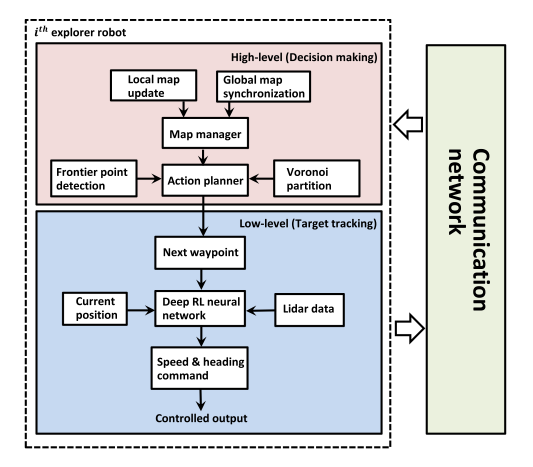 i^th explorer robot
High-level (Decision making)
Local map
update
Global map
synchronization
Map manager
Frontier point
detection
Action planner
Voronoi
partition
Low-level (Target tracking)
Next waypoint
Current
position
Deep RL neural
network
Lidar data
Speed & heading
command
Controlled output
Communication
network